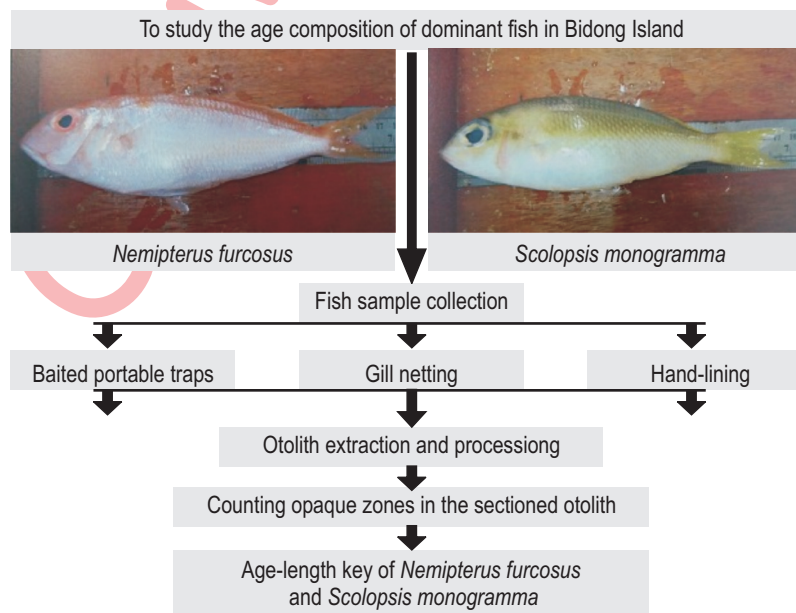 To study the age composition of dominant fish in Bidong Island
Nemipterus furcosus
Scolopsis monogramma
Fish sample collection
Baited portable traps
Gill netting
Hand-lining
Otolith extraction and processiong
Counting opaque zones in the sectioned otolith
Age-length key of Nemipterus furcosus
and Scolopsis monogramma